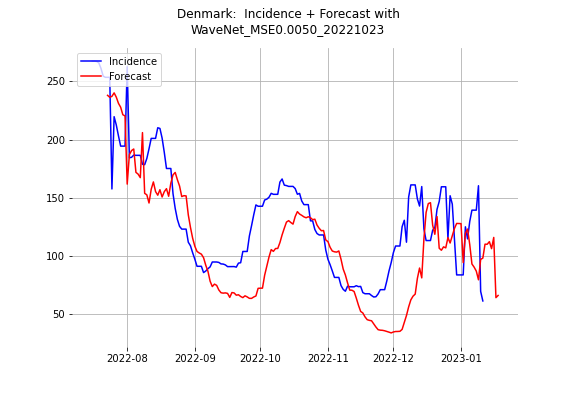 Denmark:  Incidence + Forecast with
WaveNet_MSE0.0050_20221023
Incidence
Forecast
250
200
150
100
50
2022-08
2022-09
2022-10
2022-11
2022-12
2023-01